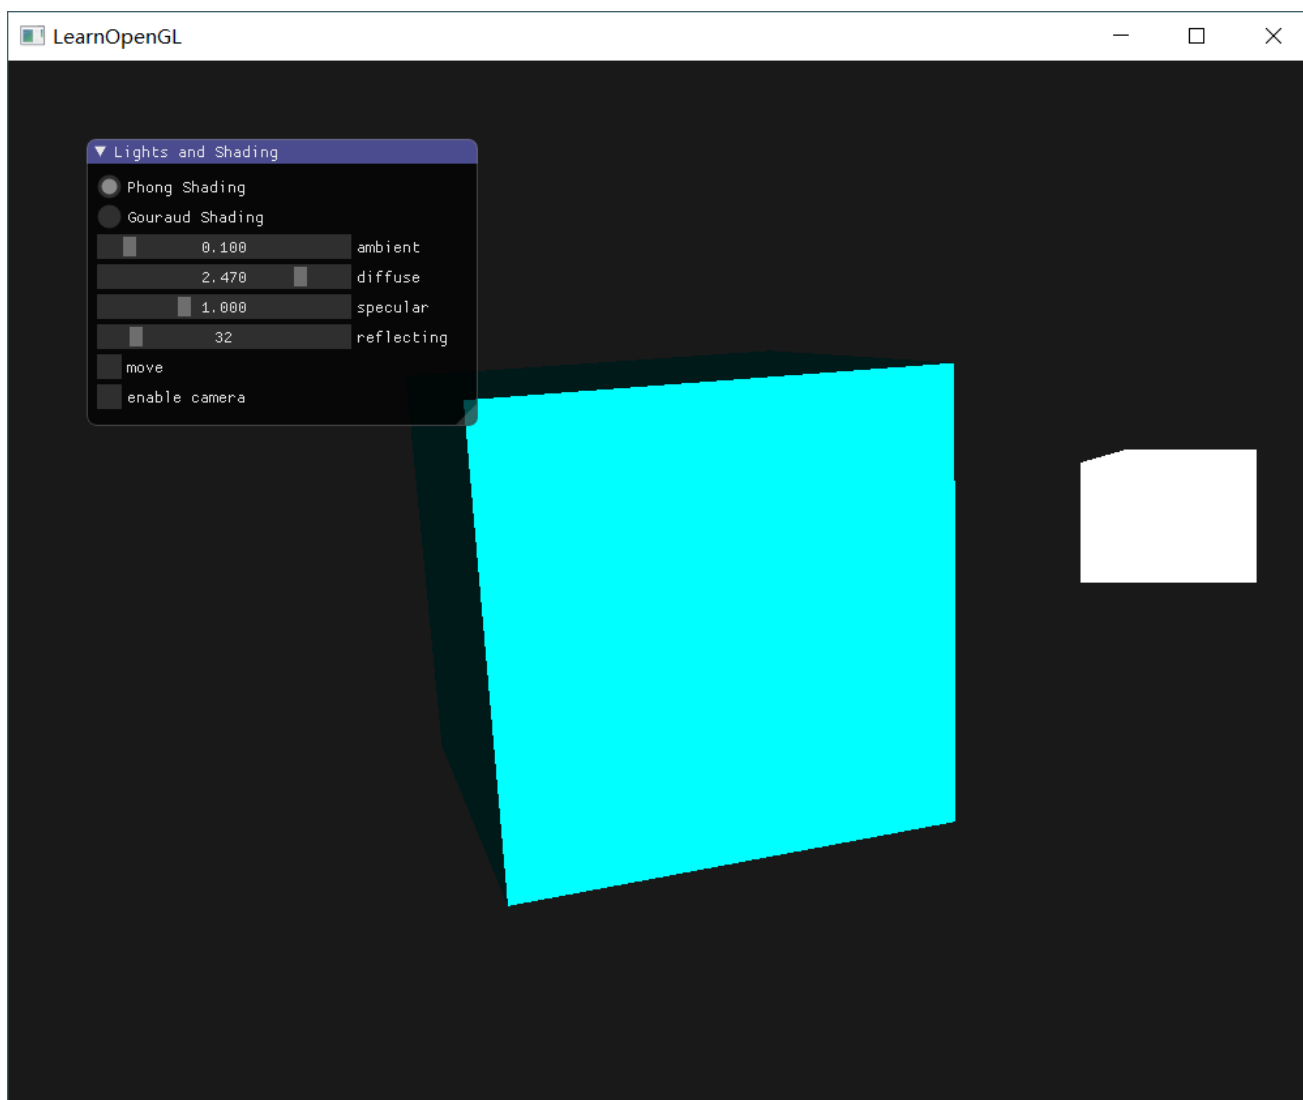 LearnOpenGL
Lights and Shading
Phong Shading
Gouraud Shading
0.100 ambient
2.470 diffuse
1.000 specular
32 reflecting
move
enable camera